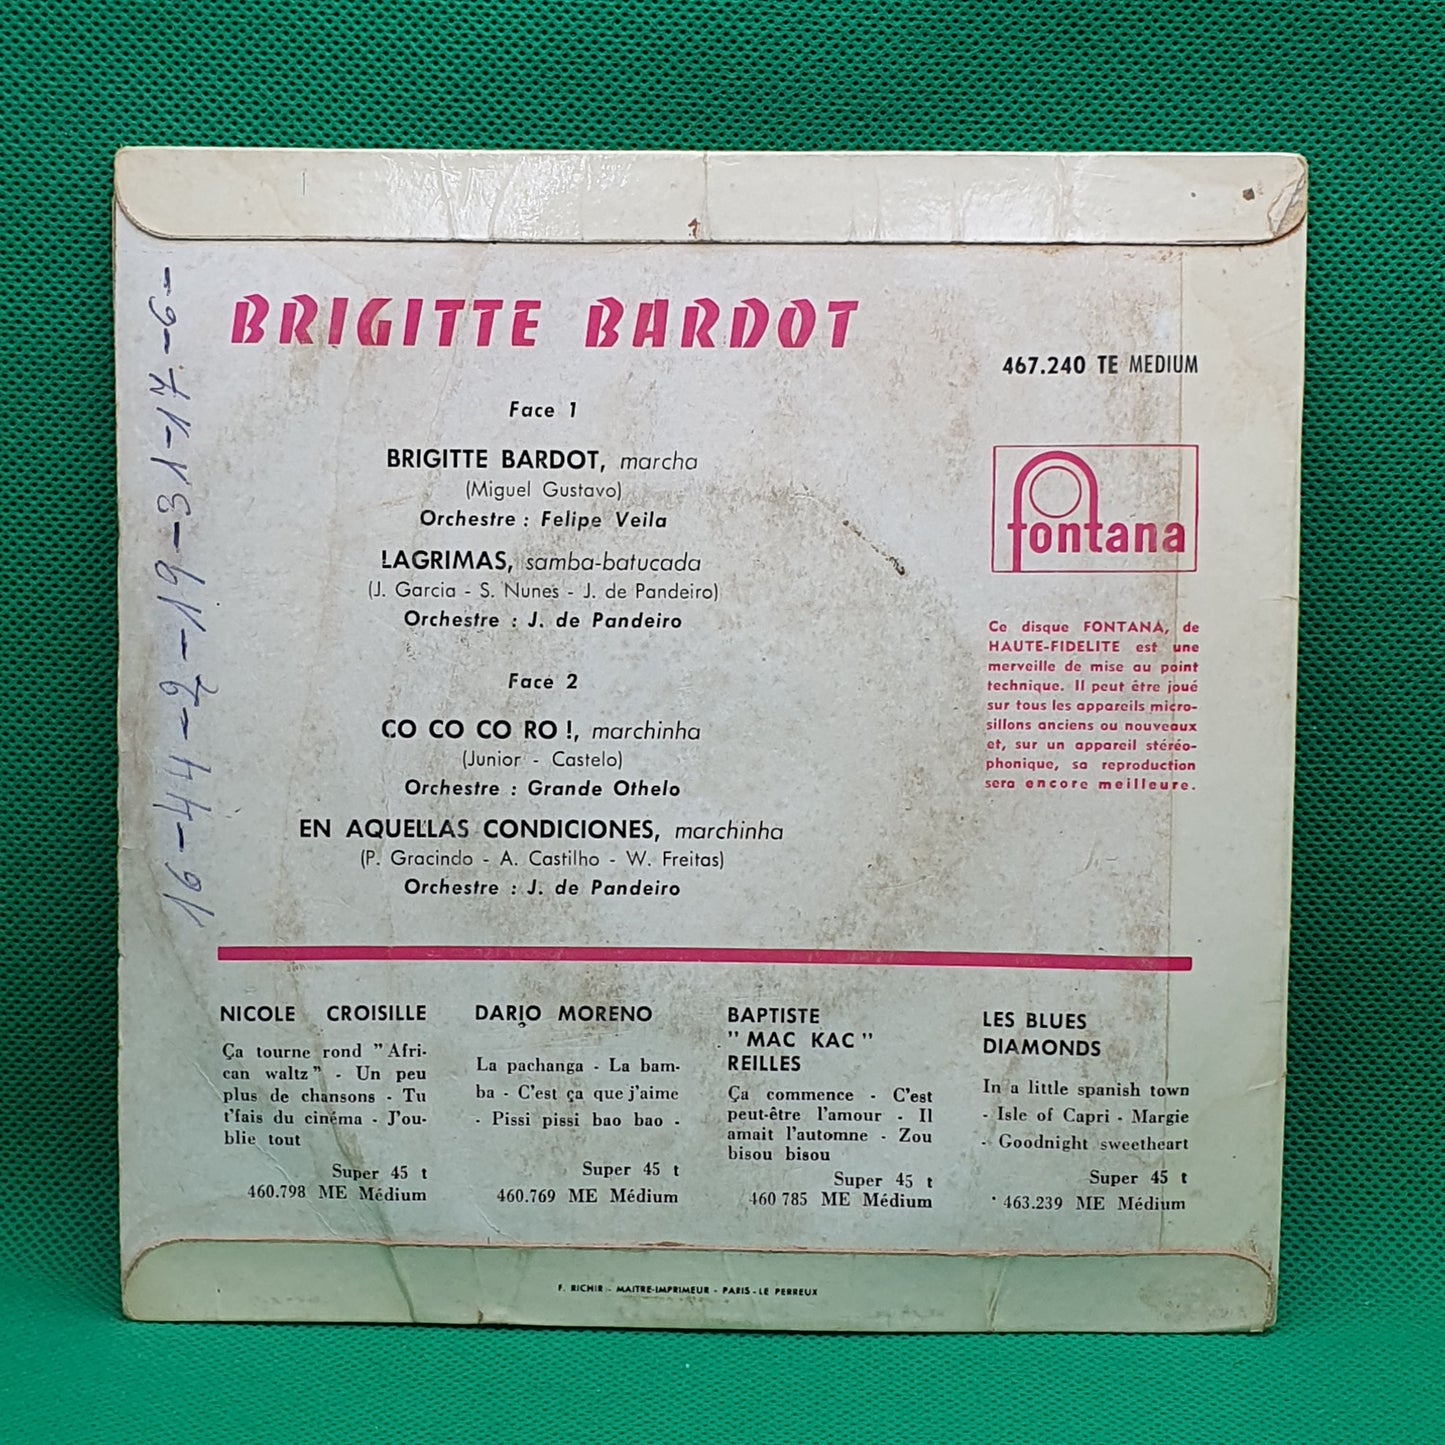 BRIGITTE BARDOT
467.240 TE MEDIUM
Face 1
BRIGITTE BARDOT, marcha
(Miguel Gustavo)
Orchestre : Felipe Veila
LAGRIMAS, samba-batucada
(J. Garcia - S. Nunes - J. de Pandeiro)
Orchestre : J. de Pandeiro
Face 2
CO CO CO RO !, marchinha
(Junior - Castelo)
Orchestre : Grande Othelo
EN AQUELLAS CONDICIONES, marchinha
(P. Gracindo - A. Castilho - W. Freitas)
Orchestre : J. de Pandeiro
fontana
Ce disque FONTANA, de
HAUTE-FIDELITE est une
merveille de mise au point
technique. Il peut être joué
sur tous les appareils micro-
sillons anciens ou nouveaux
et, sur un appareil stéréo-
phonique, sa reproduction
sera encore meilleure.
16-44-2-19-31-17-6-
NICOLE CROISILLE
Ça tourne rond "Afri-
can waltz" - Un peu
plus de chansons - Tu
t'fais du cinéma - J'ou-
blie tout
Super 45 t
460.798 ME Médium
DARIO MORENO
La pachanga - La bam-
ba - C'est ça que j'aime
- Pissi pissi bao bao -
Super 45 t
460.769 ME Médium
BAPTISTE
"MAC KAC"
REILLES
Ça commence - C'est
peut-être l'amour - Il
amait l'automne - Zou
bisou bisou
Super 45 t
460 785 ME Médium
LES BLUES
DIAMONDS
In a little spanish town
- Isle of Capri - Margie
- Goodnight sweetheart
Super 45 t
463.239 ME Médium
F. RICHIR - MAITRE-IMPRIMEUR - PARIS - LE PERREUX